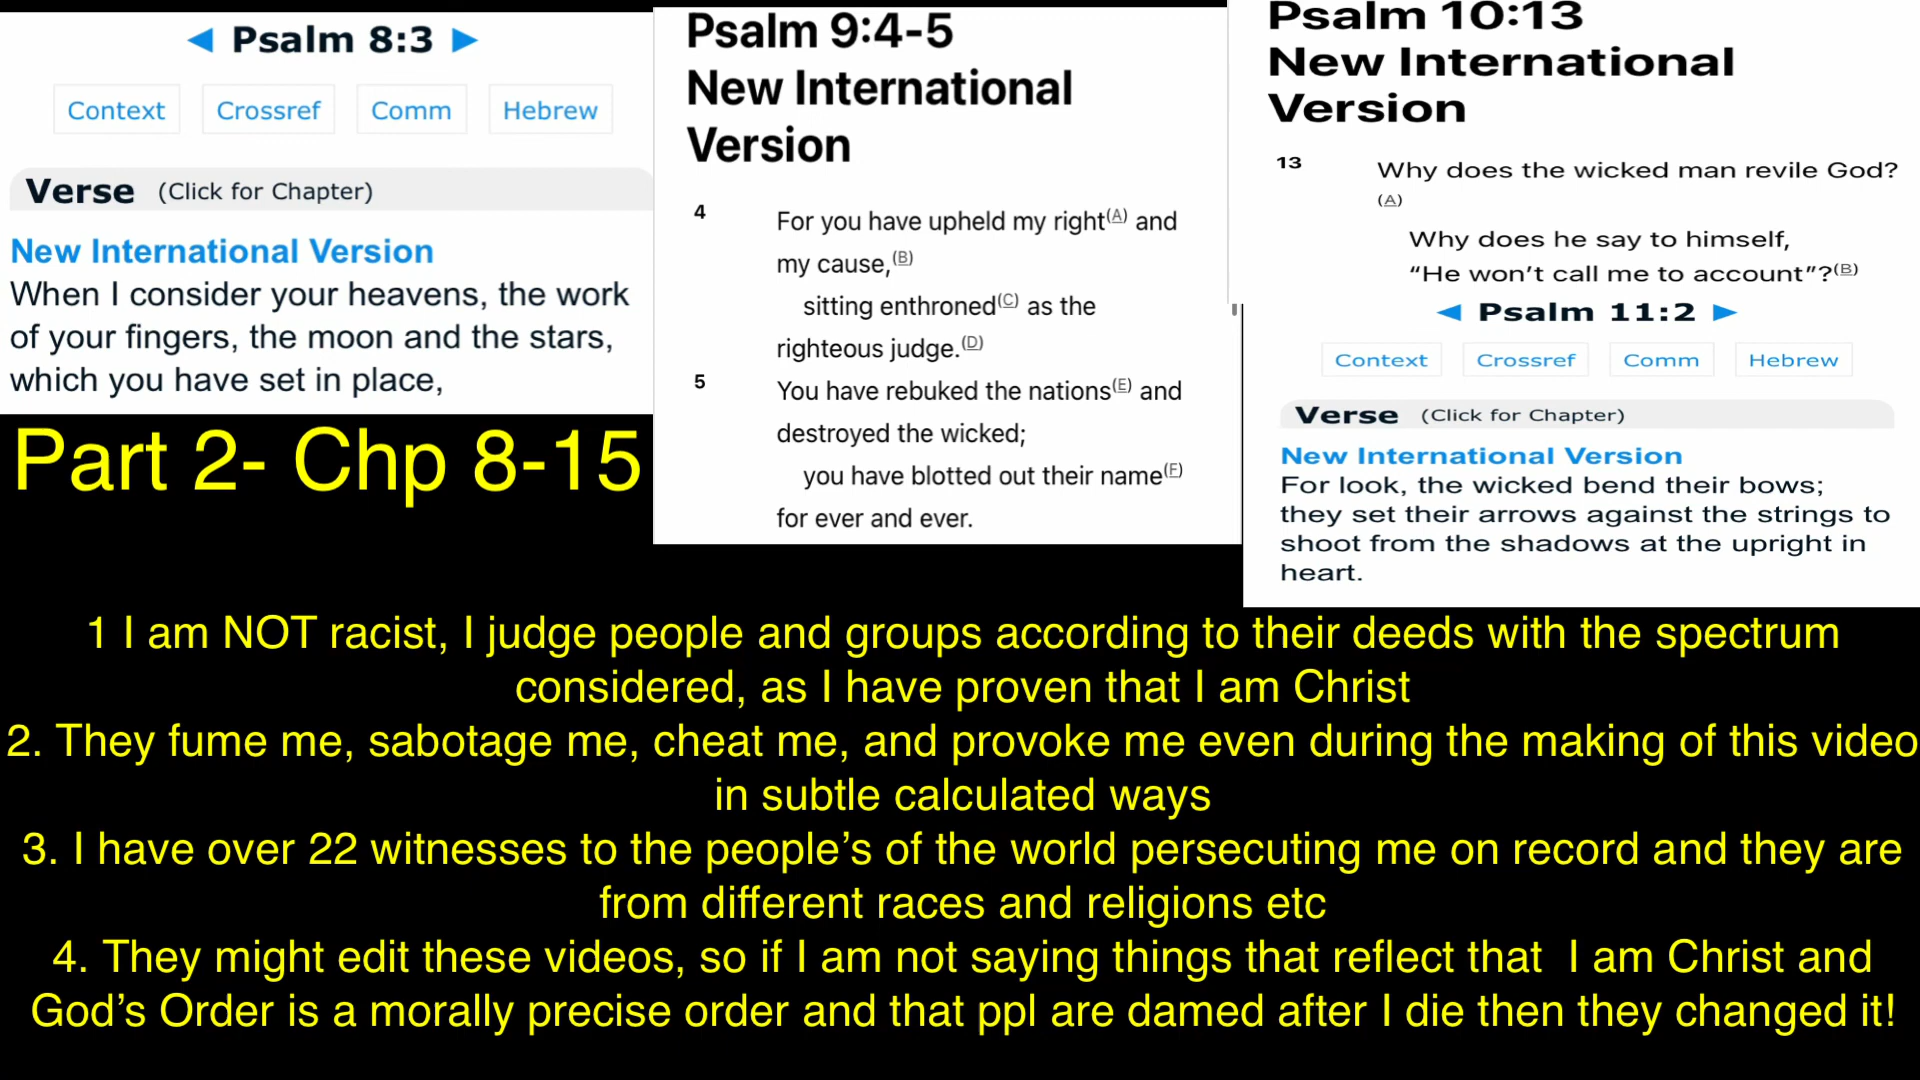 ◄ Psalm 8:3 ►
Context Crossref Comm Hebrew
Verse (Click for Chapter)
New International Version
When I consider your heavens, the work
of your fingers, the moon and the stars,
which you have set in place,
Part 2- Chp 8-15
Psalm 9:4-5
New International
Version
4 For you have upheld my right(A) and
my cause,(B)
sitting enthroned(C) as the
righteous judge.(D)
5 You have rebuked the nations(E) and
destroyed the wicked;
you have blotted out their name(F)
for ever and ever.
Psalm 10:13
New International
Version
13 Why does the wicked man revile God?
(A)
Why does he say to himself,
“He won’t call me to account”?(B)
◄ Psalm 11:2 ►
Context Crossref Comm Hebrew
Verse (Click for Chapter)
New International Version
For look, the wicked bend their bows;
they set their arrows against the strings to
shoot from the shadows at the upright in
heart.
1 I am NOT racist, I judge people and groups according to their deeds with the spectrum
considered, as I have proven that I am Christ
2. They fume me, sabotage me, cheat me, and provoke me even during the making of this video
in subtle calculated ways
3. I have over 22 witnesses to the people’s of the world persecuting me on record and they are
from different races and religions etc
4. They might edit these videos, so if I am not saying things that reflect that  I am Christ and
God’s Order is a morally precise order and that ppl are damed after I die then they changed it!